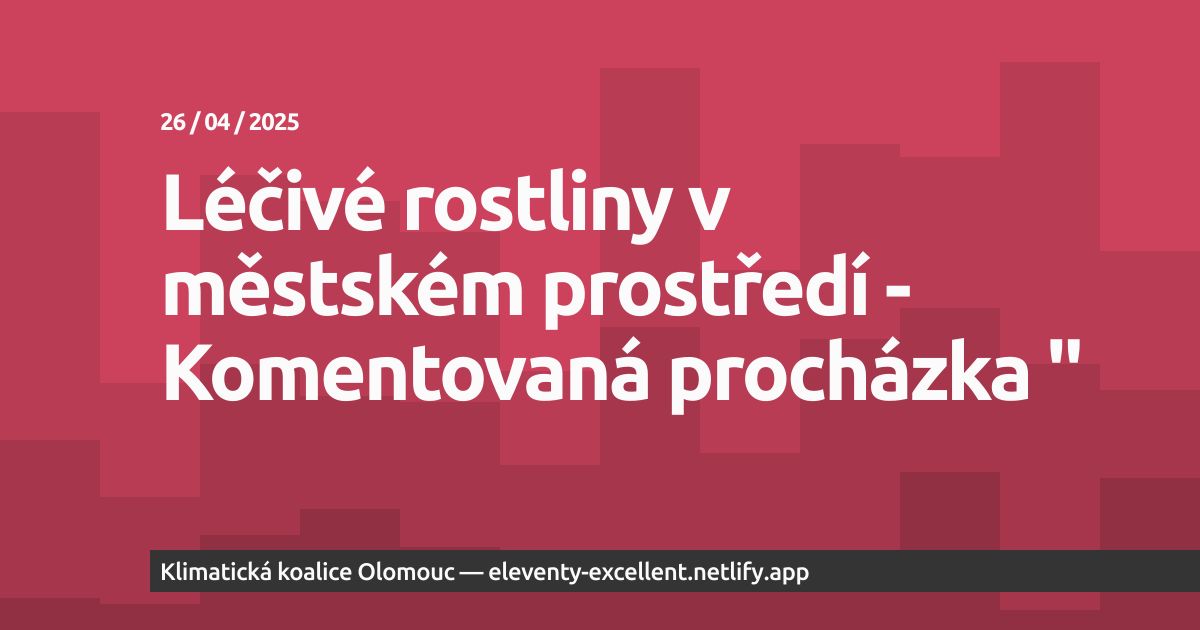 26 / 04 / 2025
Léčivé rostliny v
městském prostředí -
Komentovaná procházka "
Klimatická koalice Olomouc — eleventy-excellent.netlify.app